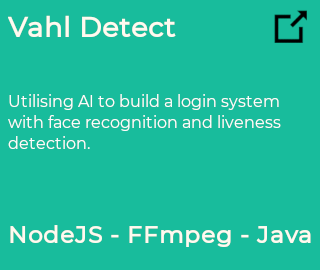 Vahl Detect
Utilising AI to build a login system
with face recognition and liveness
detection.
NodeJS - FFmpeg - Java